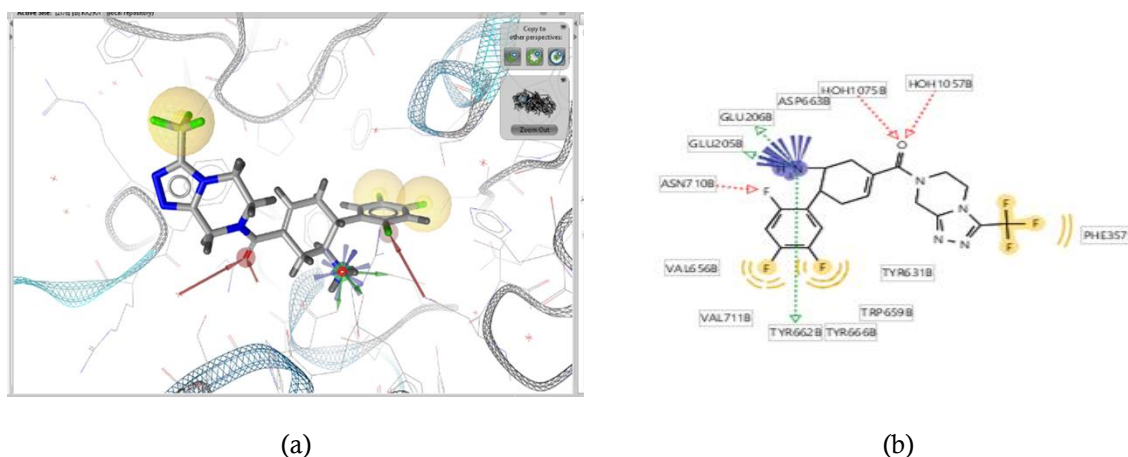 Copy to
other perspectives:
Zoom Out
(a)
HOH1075B
HOH1057B
ASP663B
GLU206B
GLU205B
H₂N
O
ASN710B
F
N
N
F
F
F
N
N
PHE357
VAL656B
F
F
TYR631B
VAL711B
TRP659B
TYR662B
TYR666B
(b)